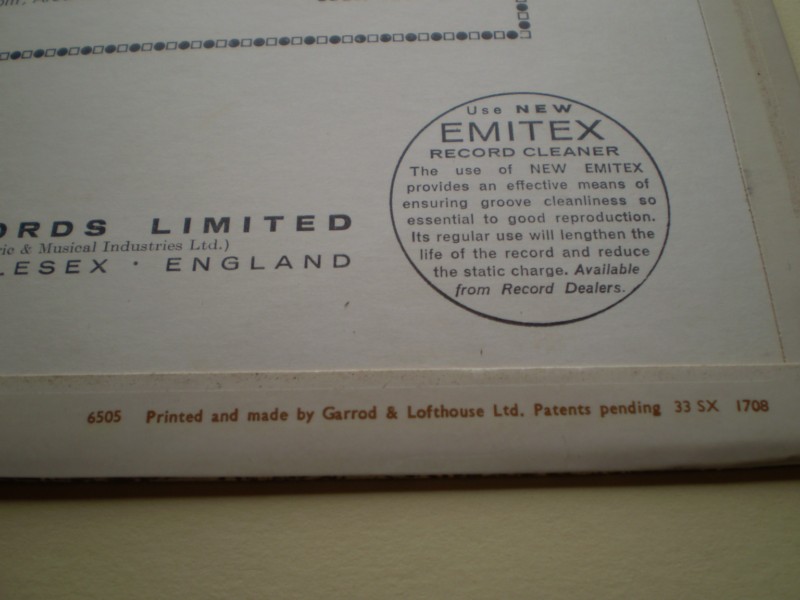 Use NEW
EMITEX
RECORD CLEANER
The use of NEW EMITEX
provides an effective means of
ensuring groove cleanliness so
essential to good reproduction.
Its regular use will lengthen the
life of the record and reduce
the static charge. Available
from Record Dealers.
ORDS LIMITED
ric & Musical Industries Ltd.)
LESEX · ENGLAND
6505 Printed and made by Garrod & Lofthouse Ltd. Patents pending 33 SX 1708